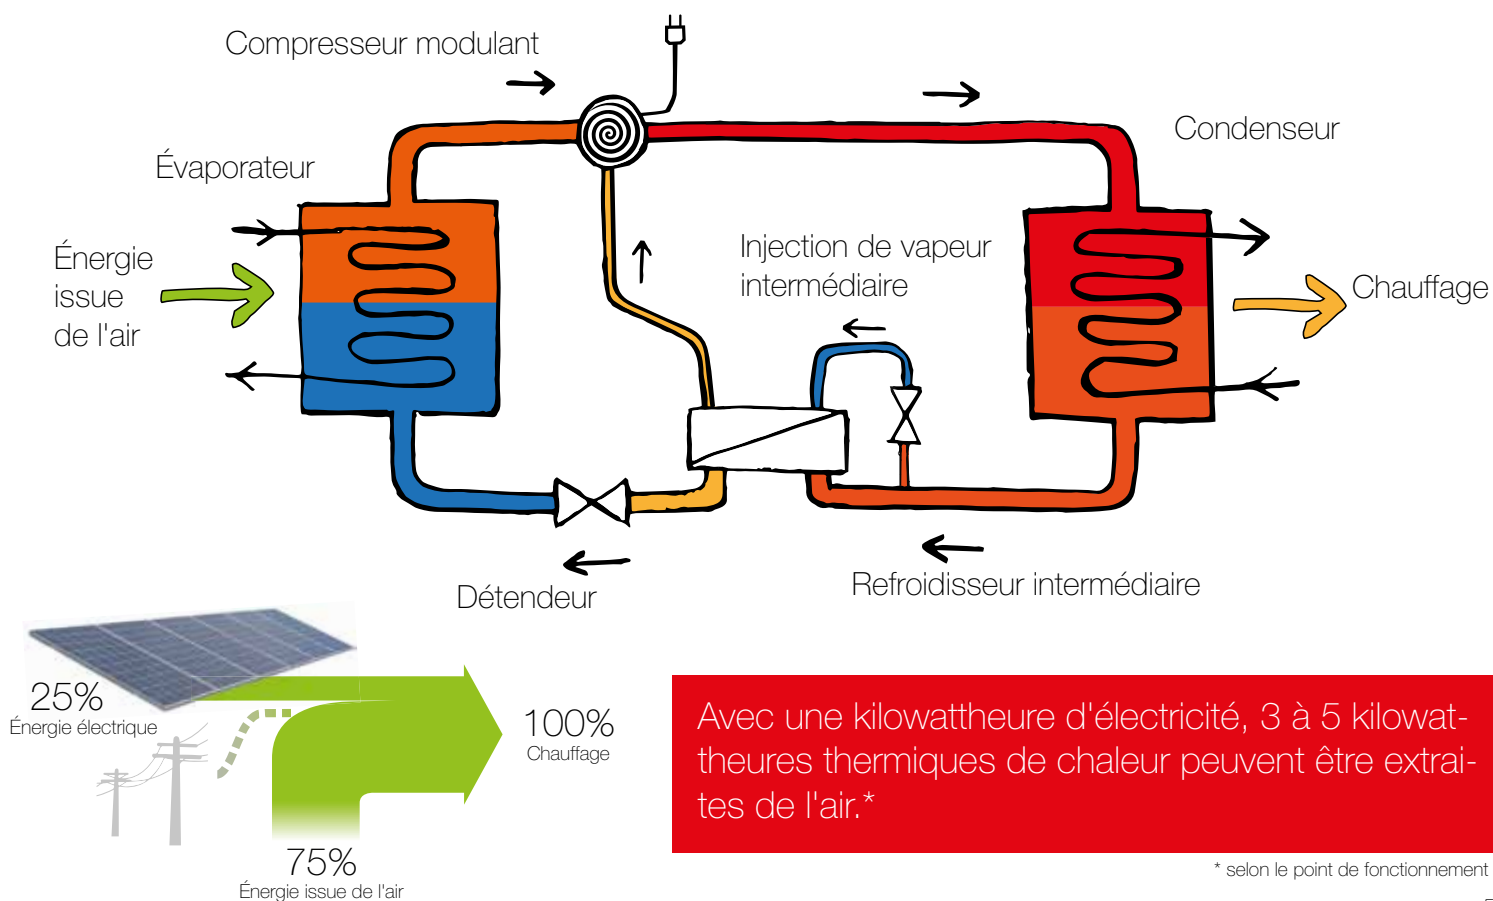 Compresseur modulant
Condenseur
Évaporateur
Énergie
issue
de l'air
Injection de vapeur
intermédiaire
Chauffage
Refroidisseur intermédiaire
Détendeur
25%
Énergie électrique
100%
Chauffage
75%
Énergie issue de l'air
Avec une kilowattheure d'électricité, 3 à 5 kilowat-
theures thermiques de chaleur peuvent être extrai-
tes de l'air.*
* selon le point de fonctionnement